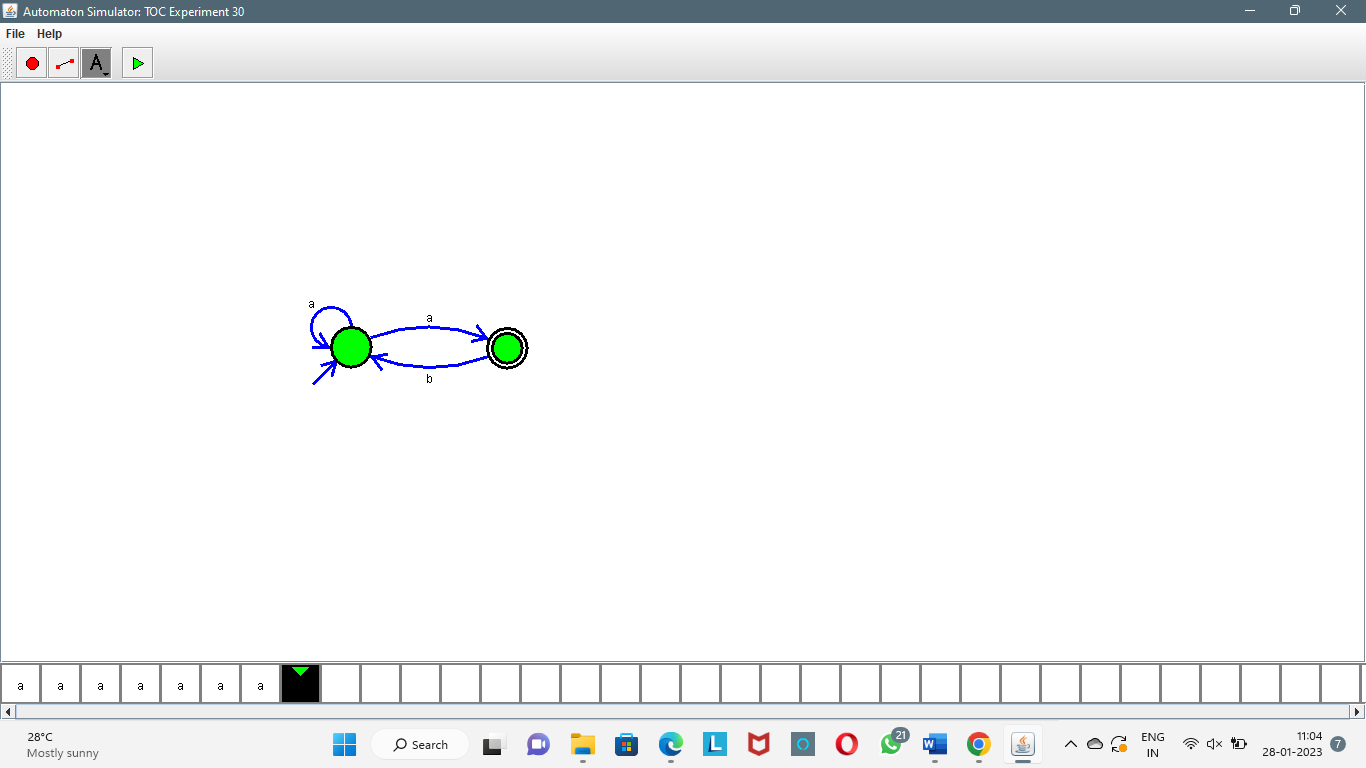 Automaton Simulator: TOC Experiment 30
File Help
A
a
a
b
a a a a a a a
28°C
Mostly sunny
Search
L
21
W
ENG
IN
11:04
28-01-2023
7